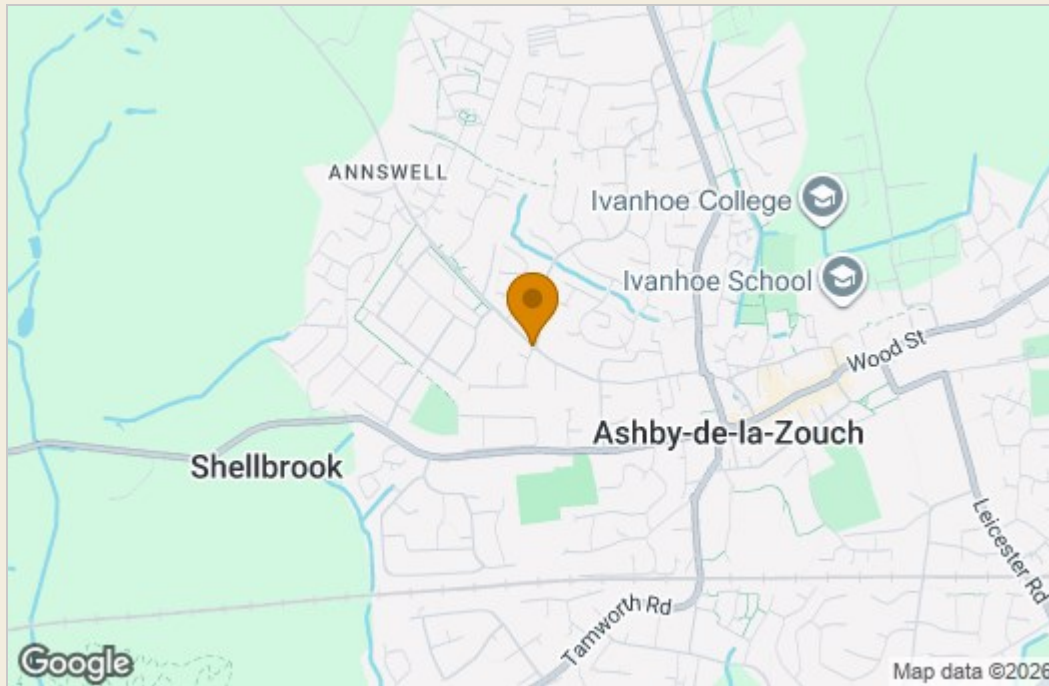 ANNSWELL
Ivanhoe College
Ivanhoe School
Wood St
Ashby-de-la-Zouch
Shellbrook
Leicester Rd
Tamworth Rd
Google
Map data ©2026